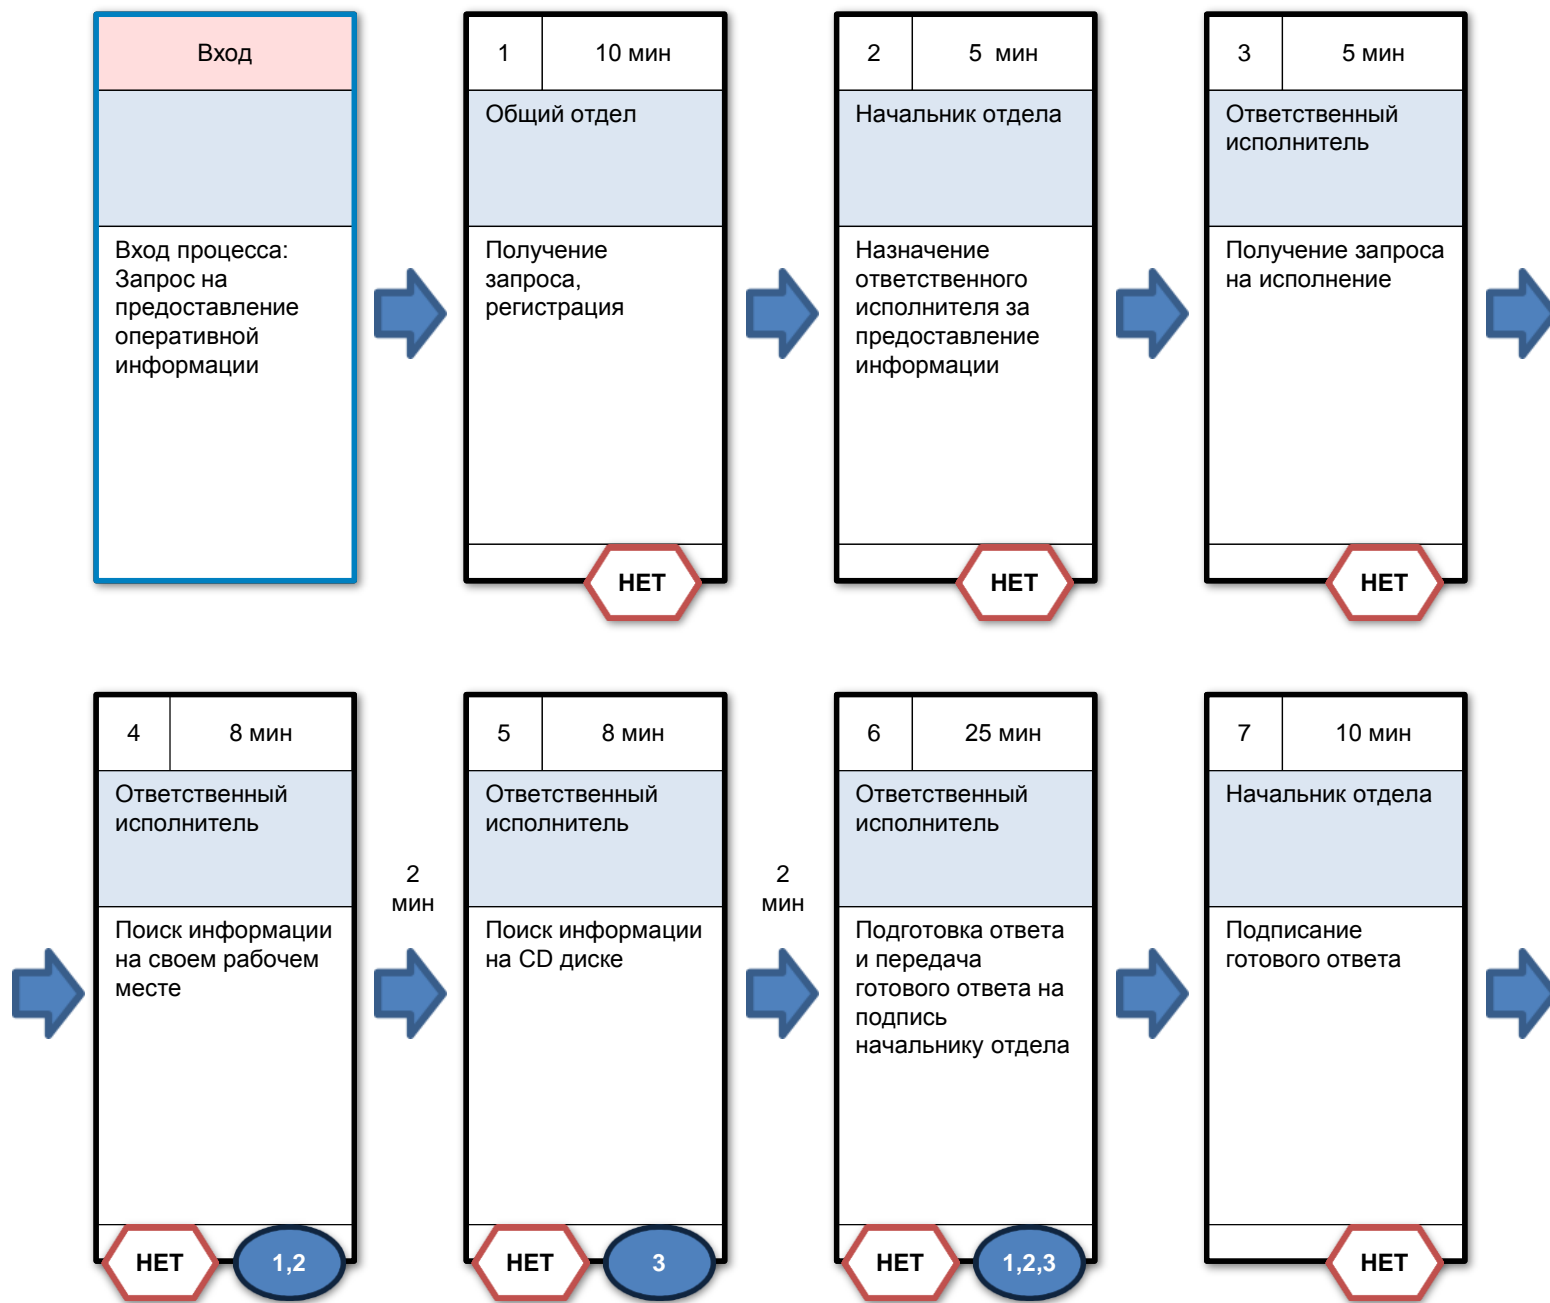 Вход
Вход процесса:
Запрос на
предоставление
оперативной
информации
1
10 мин
Общий отдел
Получение
запроса,
регистрация
НЕТ
2
5 мин
Начальник отдела
Назначение
ответственного
исполнителя за
предоставление
информации
НЕТ
3
5 мин
Ответственный
исполнитель
Получение запроса
на исполнение
НЕТ
4
8 мин
Ответственный
исполнитель
Поиск информации
на своем рабочем
месте
НЕТ
1,2
2
мин
5
8 мин
Ответственный
исполнитель
Поиск информации
на CD диске
НЕТ
3
2
мин
6
25 мин
Ответственный
исполнитель
Подготовка ответа
и передача
готового ответа на
подпись
начальнику отдела
НЕТ
1,2,3
7
10 мин
Начальник отдела
Подписание
готового ответа
НЕТ